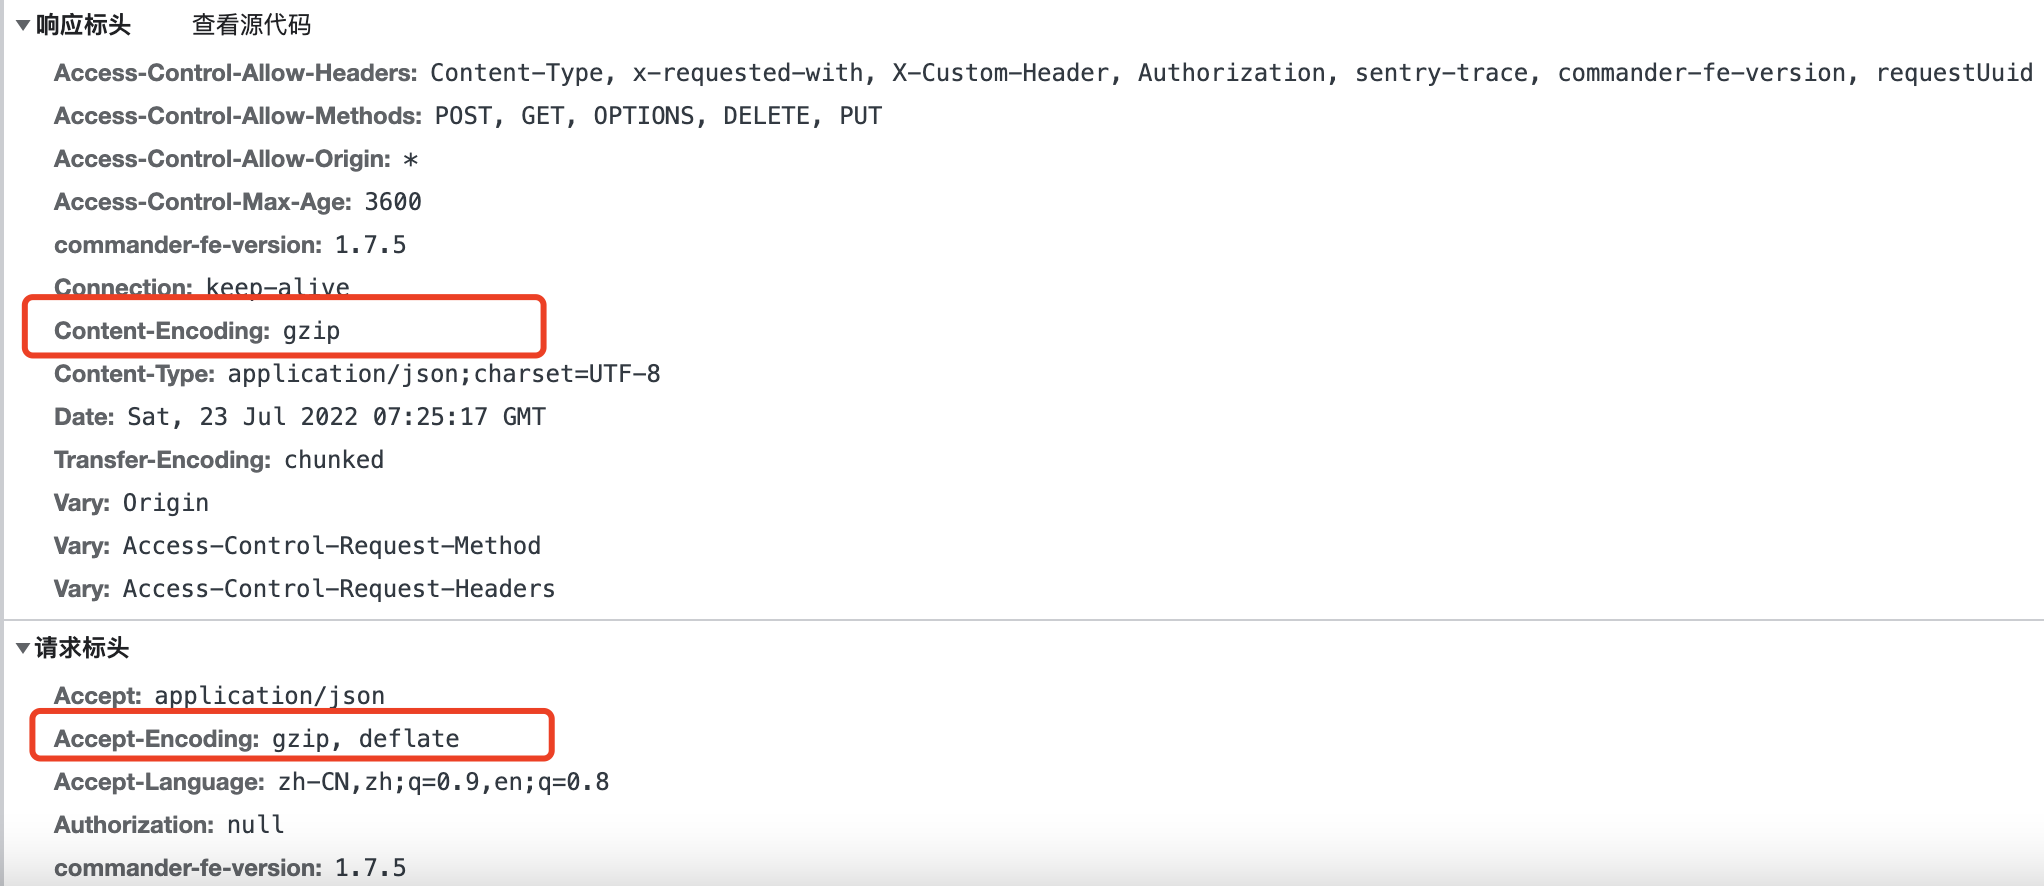 响应标头 查看源代码
Access-Control-Allow-Headers: Content-Type, x-requested-with, X-Custom-Header, Authorization, sentry-trace, commander-fe-version, requestUuid
Access-Control-Allow-Methods: POST, GET, OPTIONS, DELETE, PUT
Access-Control-Allow-Origin: *
Access-Control-Max-Age: 3600
commander-fe-version: 1.7.5
Connection: keep-alive
Content-Encoding: gzip
Content-Type: application/json;charset=UTF-8
Date: Sat, 23 Jul 2022 07:25:17 GMT
Transfer-Encoding: chunked
Vary: Origin
Vary: Access-Control-Request-Method
Vary: Access-Control-Request-Headers
请求标头
Accept: application/json
Accept-Encoding: gzip, deflate
Accept-Language: zh-CN,zh;q=0.9,en;q=0.8
Authorization: null
commander-fe-version: 1.7.5